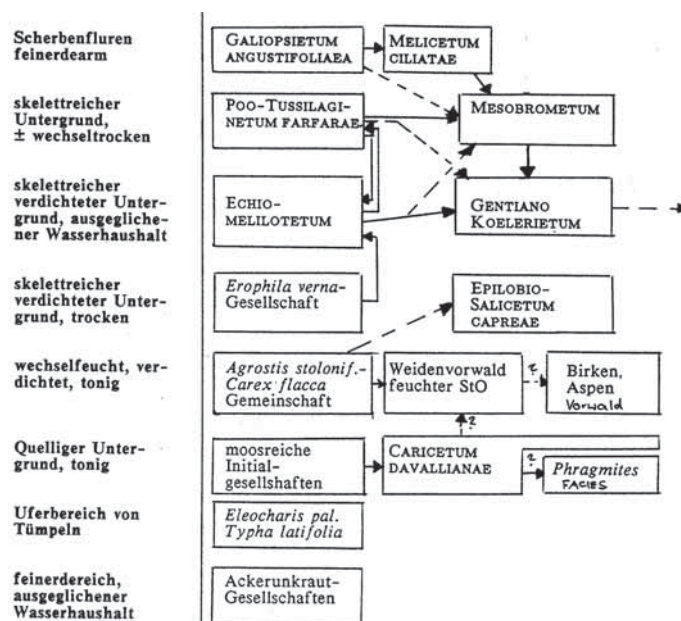 Scherbenfluren
feinerdearm
GALIOPSIETUM
ANGUSTIFOLIAEA
MELICETUM
CILIATAE
skelettreicher
Untergrund,
± wechseltrocken
POO-TUSSILAGI-
NETUM FARFARAE
MESOBROMETUM
skelettreicher
verdichteter Unter-
grund, ausgegliche-
ner Wasserhaushalt
ECHIO-
MELILOTETUM
GENTIANO
KOELERIETUM
skelettreicher
verdichteter Unter-
grund, trocken
Erophila verna-
Gesellschaft
EPILOBIO-
SALICETUM
CAPREAE
wechselfeucht, ver-
dichtet, tonig
Agrostis stolonif.-
Carex flacca
Gemeinschaft
Weidenvorwald
feuchter StO
?
Birken,
Aspen
Vorwald
Quelliger Unter-
grund, tonig
moosreiche
Initial-
gesellshaften
?
CARICETUM
DAVALLIANAE
?
Phragmites
FACIES
Uferbereich von
Tümpeln
Eleocharis pal.
Typha latifolia
feinerdereich,
ausgeglichener
Wasserhaushalt
Ackerunkraut-
Gesellschaften